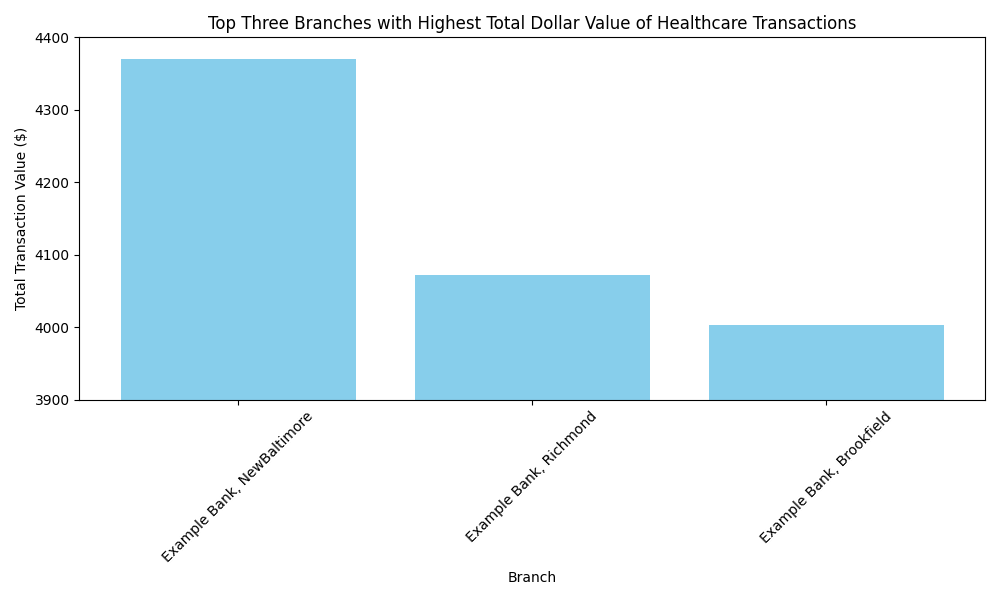 Top Three Branches with Highest Total Dollar Value of Healthcare Transactions
Total Transaction Value ($)
4400
4300
4200
4100
4000
3900
Example Bank, NewBaltimore
Example Bank, Richmond
Example Bank, Brookfield
Branch